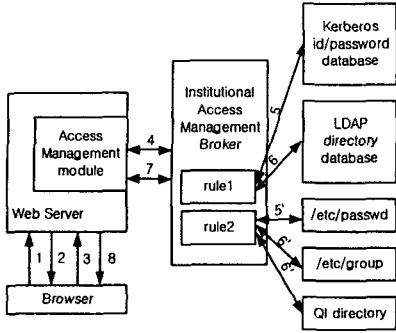 Kerberos
id/password
database
Institutional
Access
Management
Broker
LDAP
directory
database
Access
Management
module
4
7
5
6
rule1
rule2
5'
6'
6'
/etc/passwd
/etc/group
QI directory
Web Server
1
2
3
8
Browser